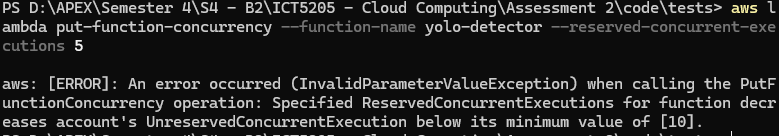 PS D:\APEX\Semester 4\S4 - B2\ICT5205 - Cloud Computing\Assessment 2\code\tests> aws l
ambda put-function-concurrency --function-name yolo-detector --reserved-concurrent-exe
cutions 5
aws: [ERROR]: An error occurred (InvalidParameterValueException) when calling the PutF
unctionConcurrency operation: Specified ReservedConcurrentExecutions for function decr
eases account's UnreservedConcurrentExecution below its minimum value of [10].